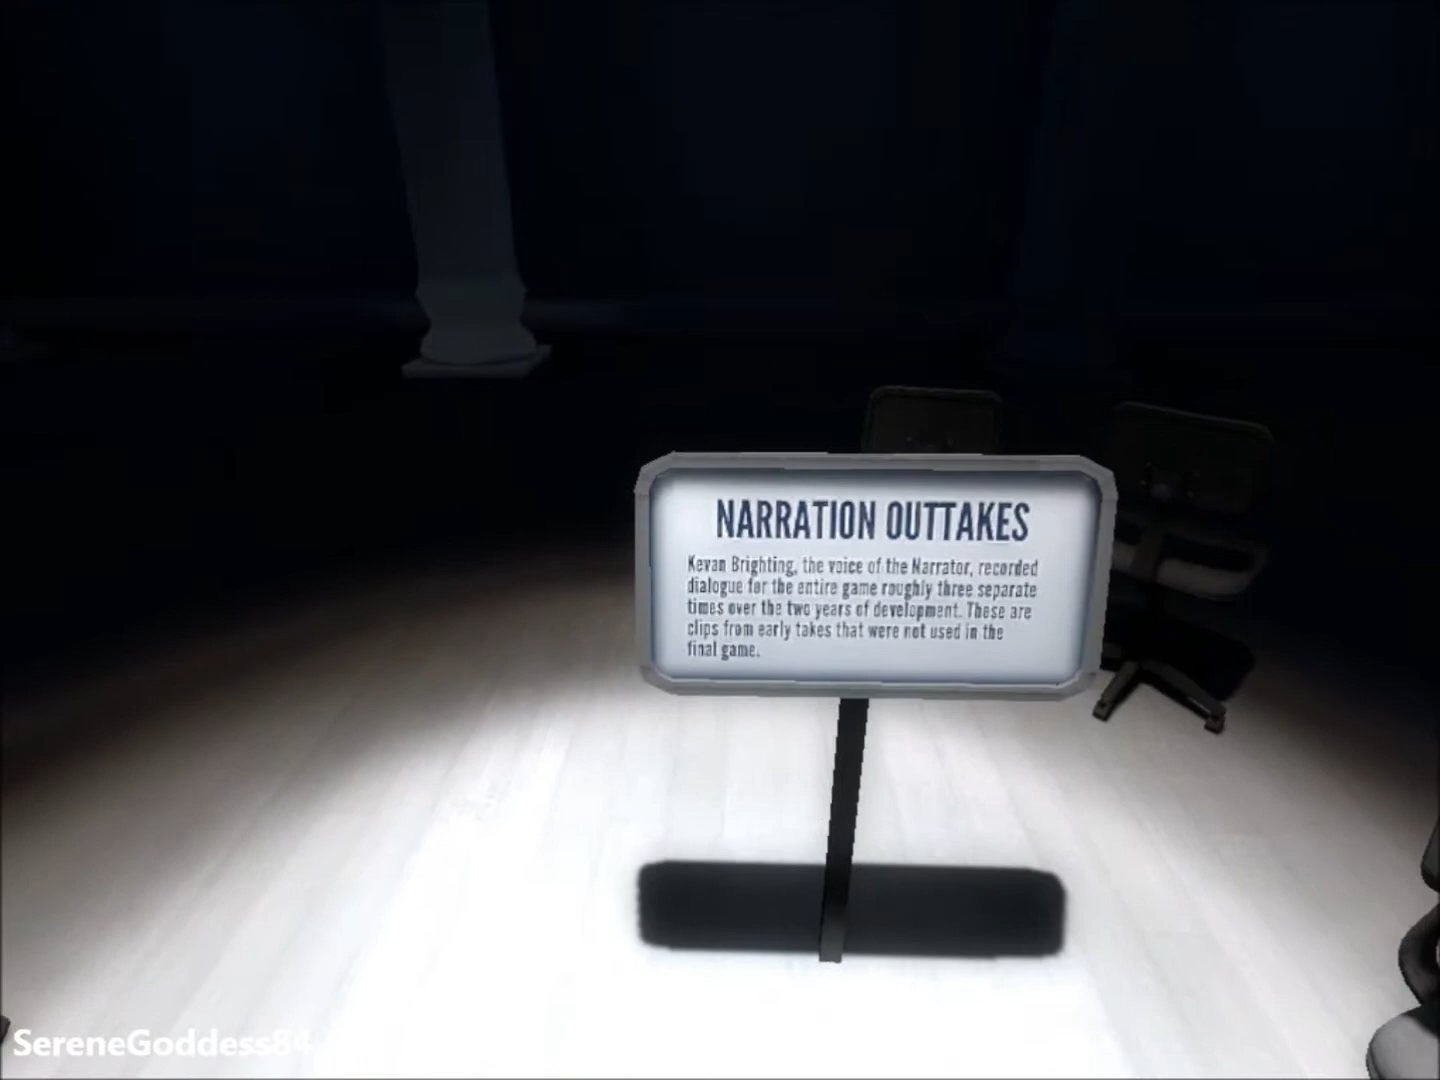 NARRATION OUTTAKES
Kevan Brighting, the voice of the Narrator, recorded
dialogue for the entire game roughly three separate
times over the two years of development. These are
clips from early takes that were not used in the
final game.
SereneGoddess84